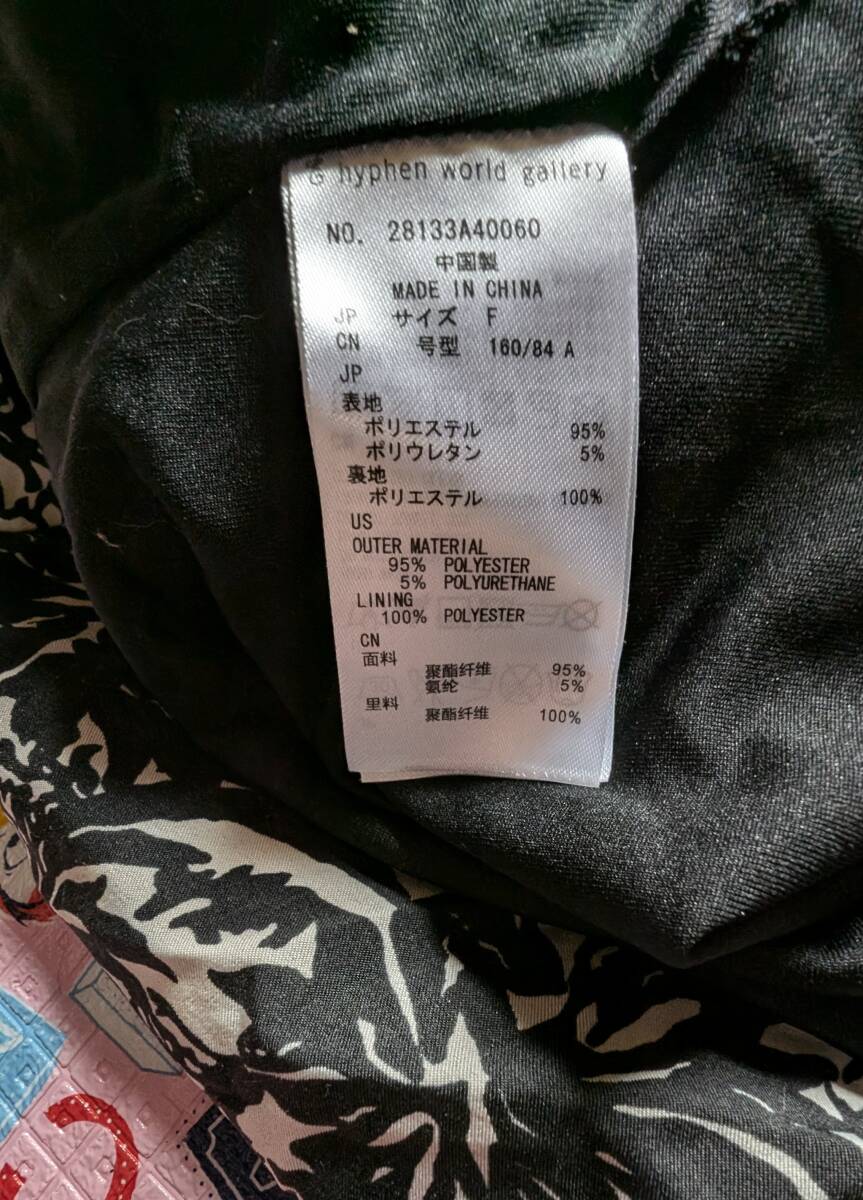 hyphen world gallery
NO. 28133A40060
中国製
MADE IN CHINA
JP サイズ F
CN 号型 160/84 A
JP
表地
ポリエステル 95%
ポリウレタン 5%
裏地
ポリエステル 100%
US
OUTER MATERIAL
95% POLYESTER
5% POLYURETHANE
LINING
100% POLYESTER
CN
面料
聚酯纤维 95%
氨纶 5%
里料
聚酯纤维 100%